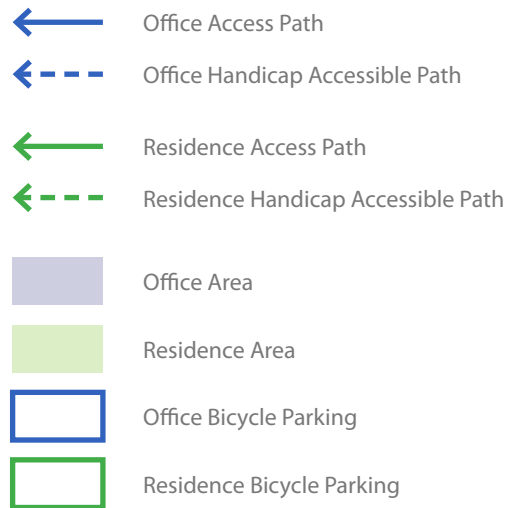 Office Access Path
Office Handicap Accessible Path
Residence Access Path
Residence Handicap Accessible Path
Office Area
Residence Area
Office Bicycle Parking
Residence Bicycle Parking